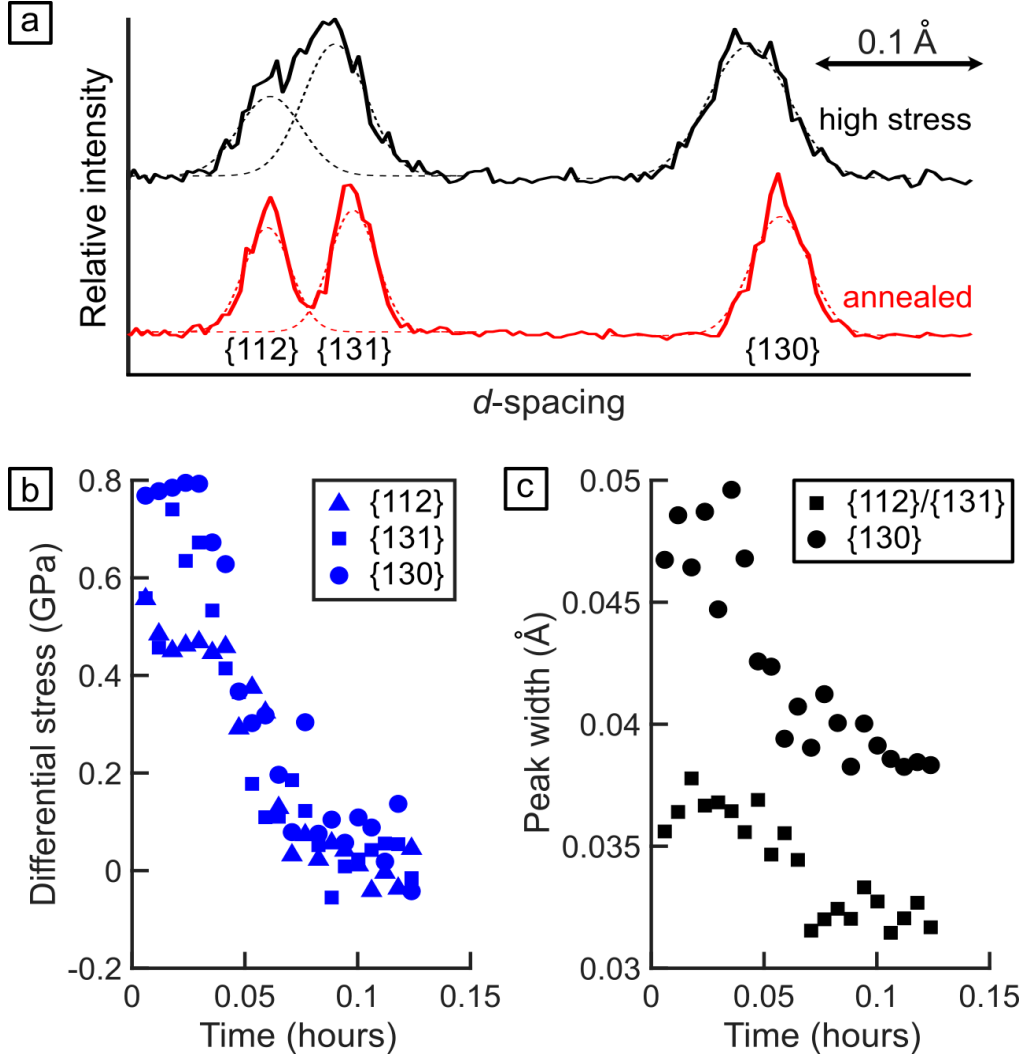 a
Relative intensity
0.1 Å
high stress
annealed
{112} {131} {130}
d-spacing
b
Differential stress (GPa)
0.8
0.6
0.4
0.2
0
-0.2
0 0.05 0.1 0.15
Time (hours)
{112}
{131}
{130}
c
Peak width (Å)
0.05
0.045
0.04
0.035
0.03
0 0.05 0.1 0.15
Time (hours)
{112}/{131}
{130}